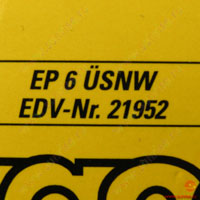 EP 6 ÜSNW
EDV-Nr. 21952